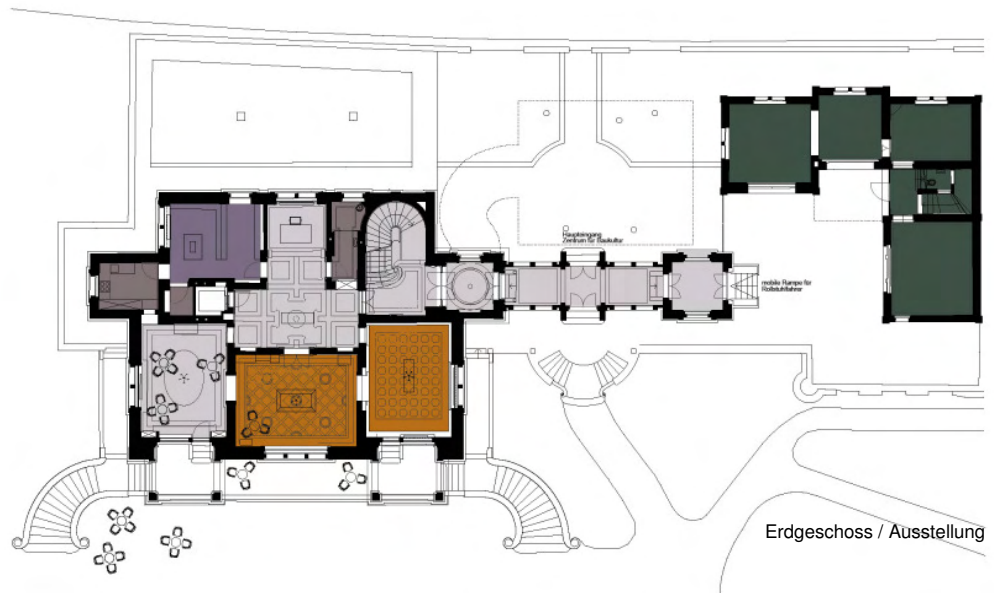 Haupteingang
Zentrum für Baukultur
mobile Rampe für
Rollstuhlfahrer
Erdgeschoss / Ausstellung